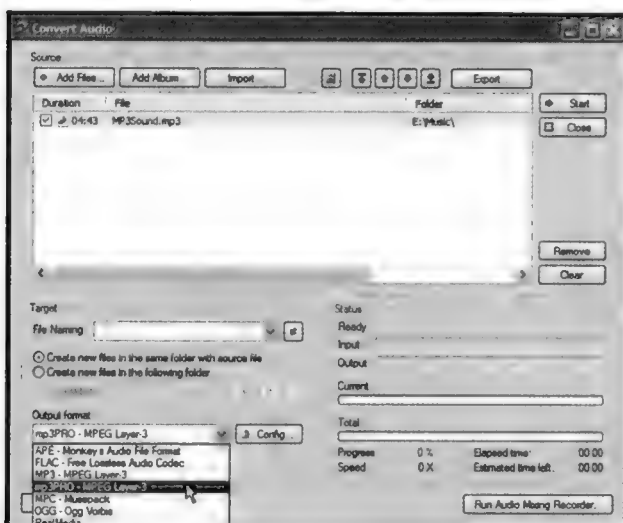 Convert Audio
Source
Add Files ..
Add Album ..
Import
Export
Duration File Folder
04:43 MP3Sound.mp3 E:\Music\
Start
Close
Remove
Clear
Target
File Naming
Create new files in the same folder with source file
Create new files in the following folder
Output format
mp3PRO - MPEG Layer-3
Config ..
APE - Monkey's Audio File Format
FLAC - Free Lossless Audio Codec
MP3 - MPEG Layer-3
mp3PRO - MPEG Layer-3
MPC - Musepack
OGG - Ogg Vorbis
RealMedia
Status
Ready
Input
Output
Current
Total
Progress 0 % Elapsed time: 00:00
Speed 0 X Estimated time left: 00:00
Run Audio Mixing Recorder.